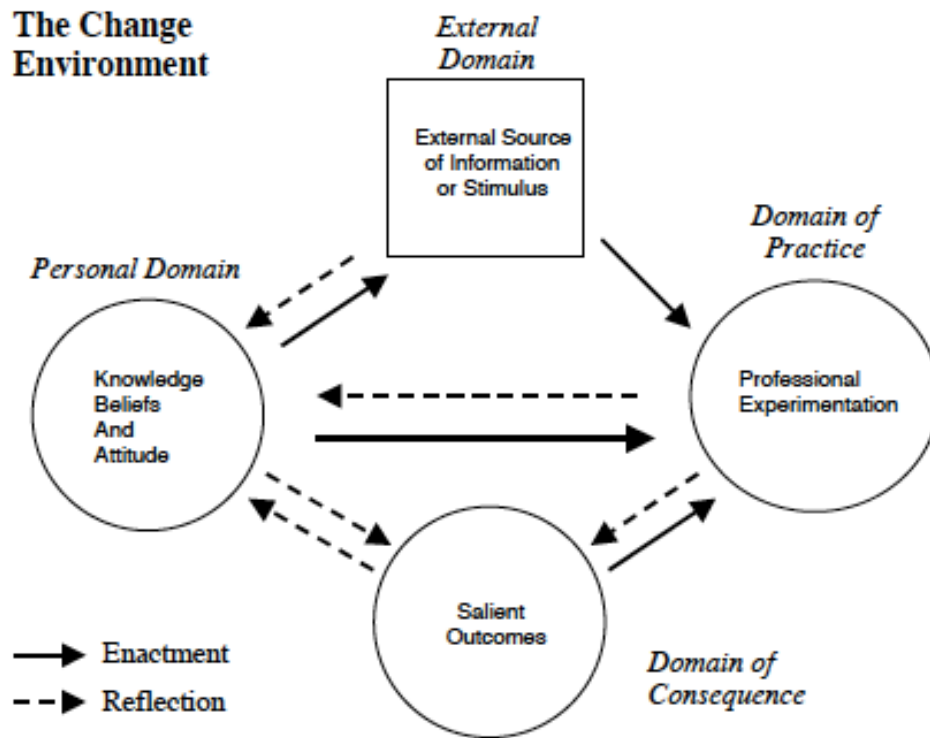 The Change
Environment
External
Domain
External Source
of Information
or Stimulus
Domain of
Practice
Personal Domain
Knowledge
Beliefs
And
Attitude
Professional
Experimentation
Salient
Outcomes
Enactment
Reflection
Domain of
Consequence